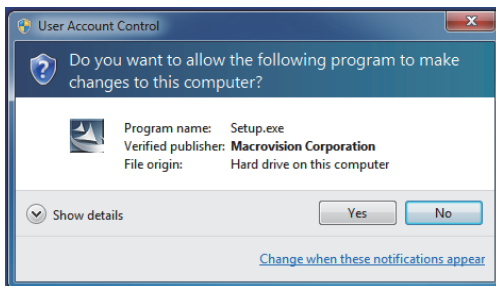 User Account Control
Do you want to allow the following program to make
changes to this computer?
Program name: Setup.exe
Verified publisher: Macrovision Corporation
File origin: Hard drive on this computer
Show details
Yes
No
Change when these notifications appear